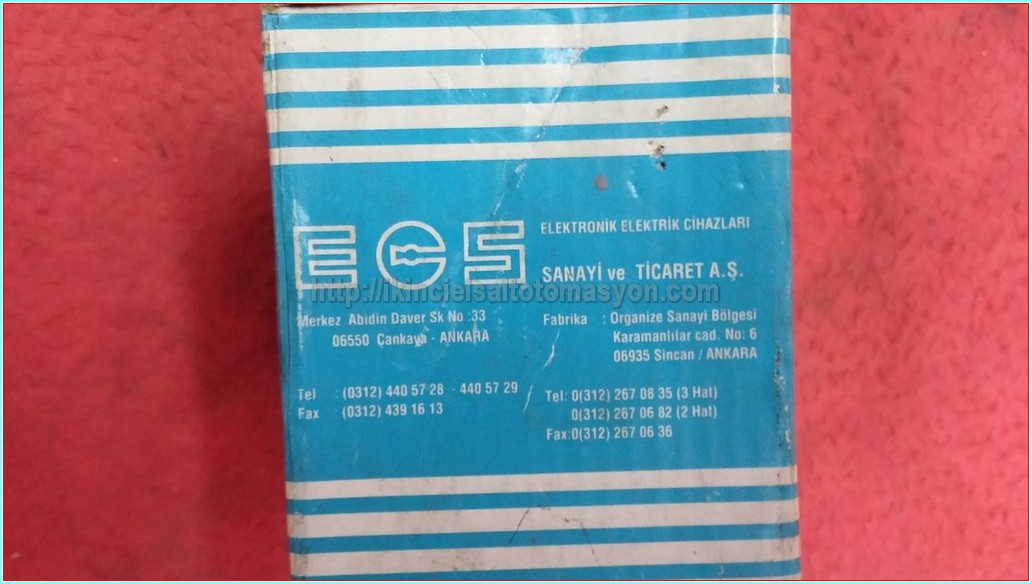 EGS
ELEKTRONİK ELEKTRİK CİHAZLARI
SANAYİ ve TİCARET A.Ş.
http://ikincielsaltotomasyon.com
Merkez Abidin Daver Sk No :33
06550 Çankaya - ANKARA
Tel : (0312) 440 57 28 - 440 57 29
Fax : (0312) 439 16 13
Fabrika : Organize Sanayi Bölgesi
Karamanlılar cad. No: 6
06935 Sincan / ANKARA
Tel: 0(312) 267 08 35 (3 Hat)
0(312) 267 06 82 (2 Hat)
Fax:0(312) 267 06 36